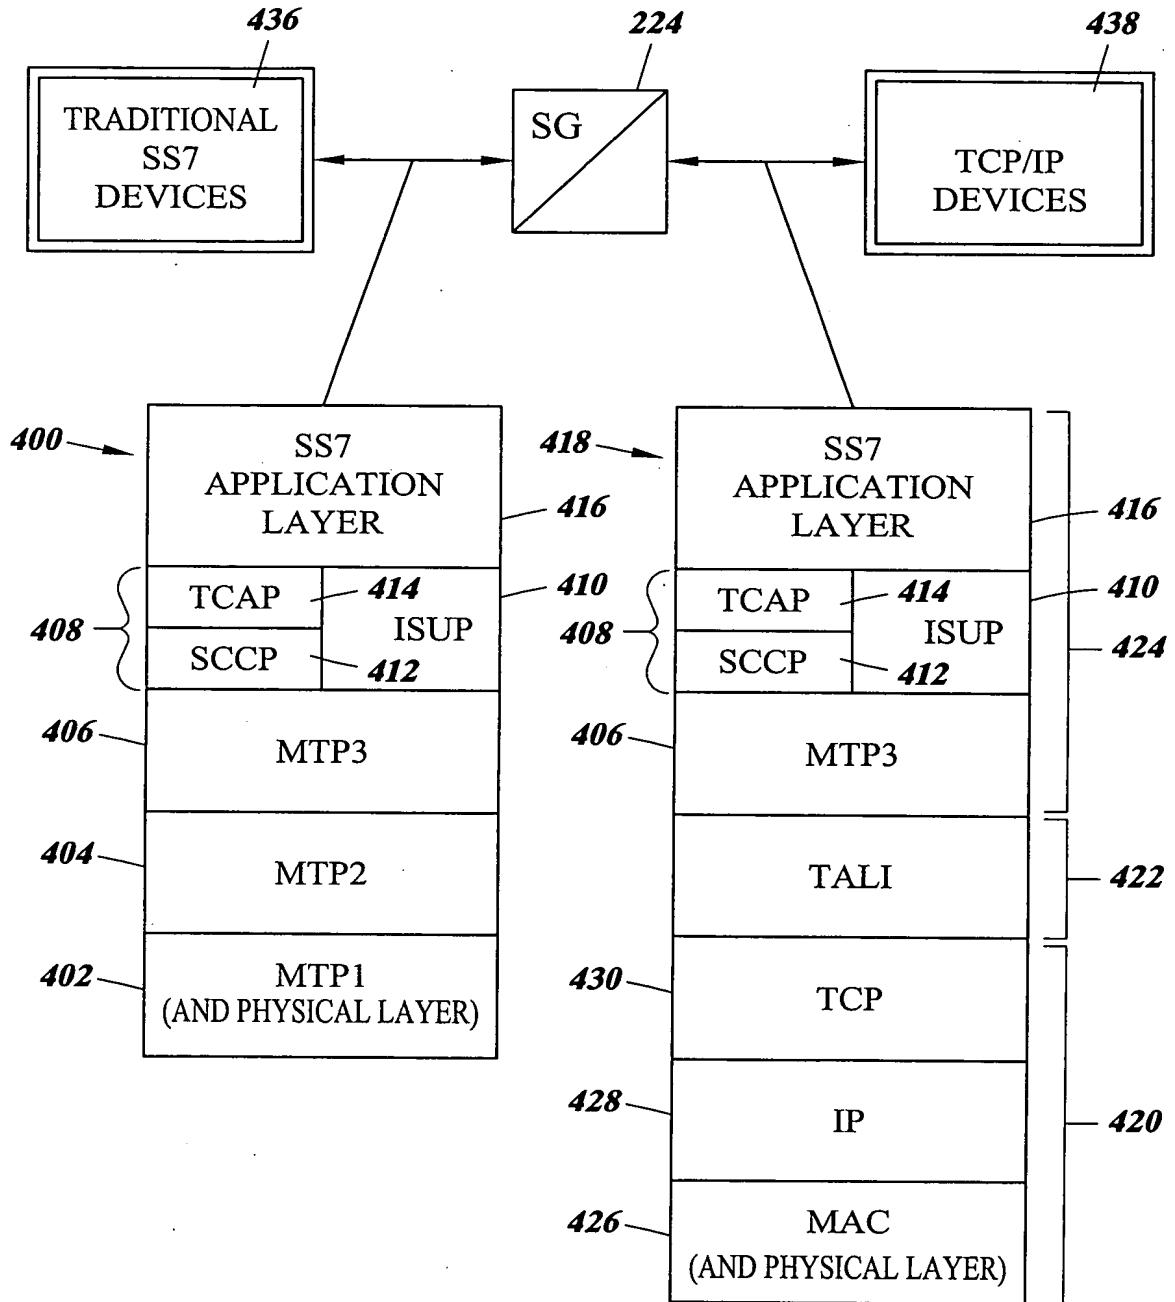 436
224
438
TRADITIONAL
SS7
DEVICES
SG
TCP/IP
DEVICES
400
SS7
APPLICATION
LAYER
416
408
TCAP
414
SCCP
412
ISUP
410
406
MTP3
404
MTP2
402
MTP1
(AND PHYSICAL LAYER)
418
SS7
APPLICATION
LAYER
416
408
TCAP
414
SCCP
412
ISUP
410
424
406
MTP3
TALI
422
430
TCP
428
IP
420
426
MAC
(AND PHYSICAL LAYER)